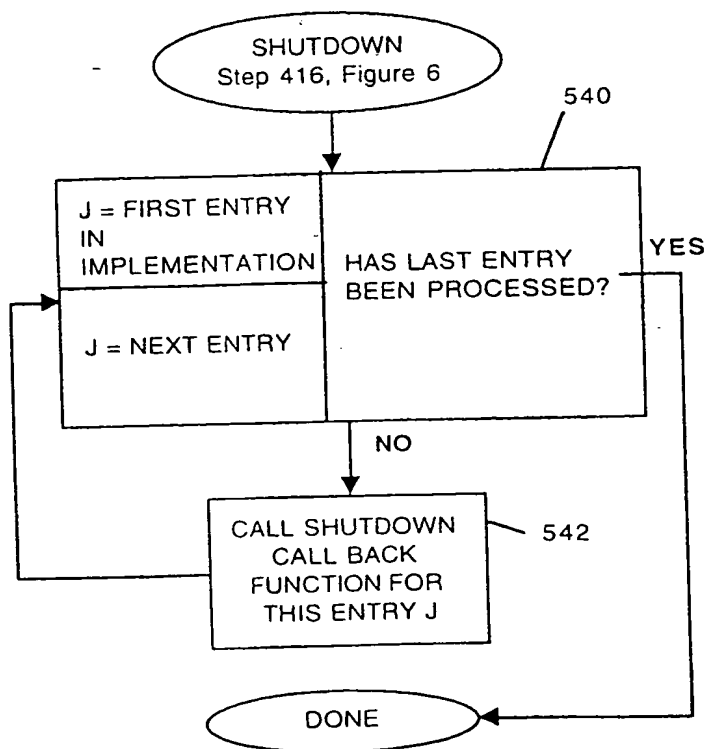 SHUTDOWN
Step 416, Figure 6
540
J = FIRST ENTRY
IN
IMPLEMENTATION
HAS LAST ENTRY
BEEN PROCESSED?
YES
J = NEXT ENTRY
NO
CALL SHUTDOWN
CALL BACK
FUNCTION FOR
THIS ENTRY J
542
DONE